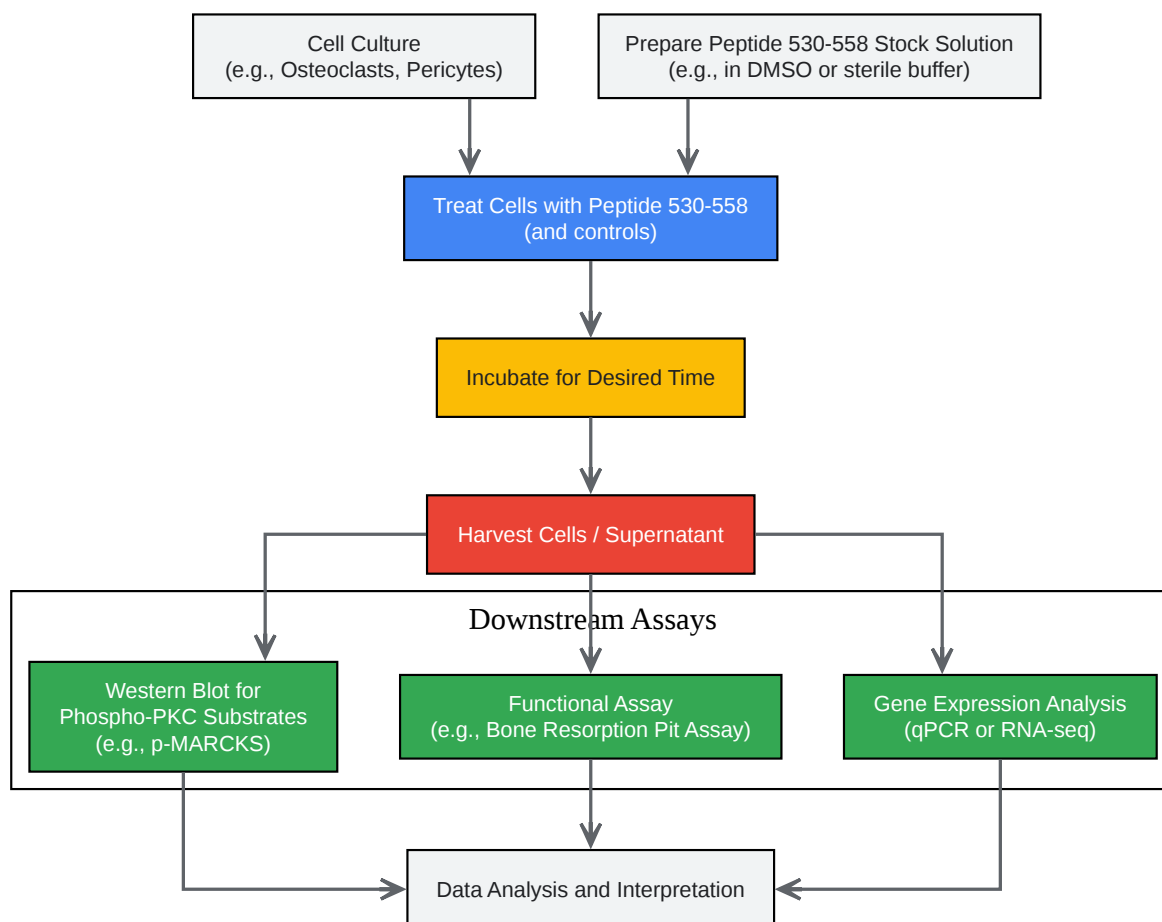 Cell Culture
(e.g., Osteoclasts, Pericytes)
Prepare Peptide 530-558 Stock Solution
(e.g., in DMSO or sterile buffer)
Treat Cells with Peptide 530-558
(and controls)
Incubate for Desired Time
Harvest Cells / Supernatant
Downstream Assays
Western Blot for
Phospho-PKC Substrates
(e.g., p-MARCKS)
Functional Assay
(e.g., Bone Resorption Pit Assay)
Gene Expression Analysis
(qPCR or RNA-seq)
Data Analysis and Interpretation